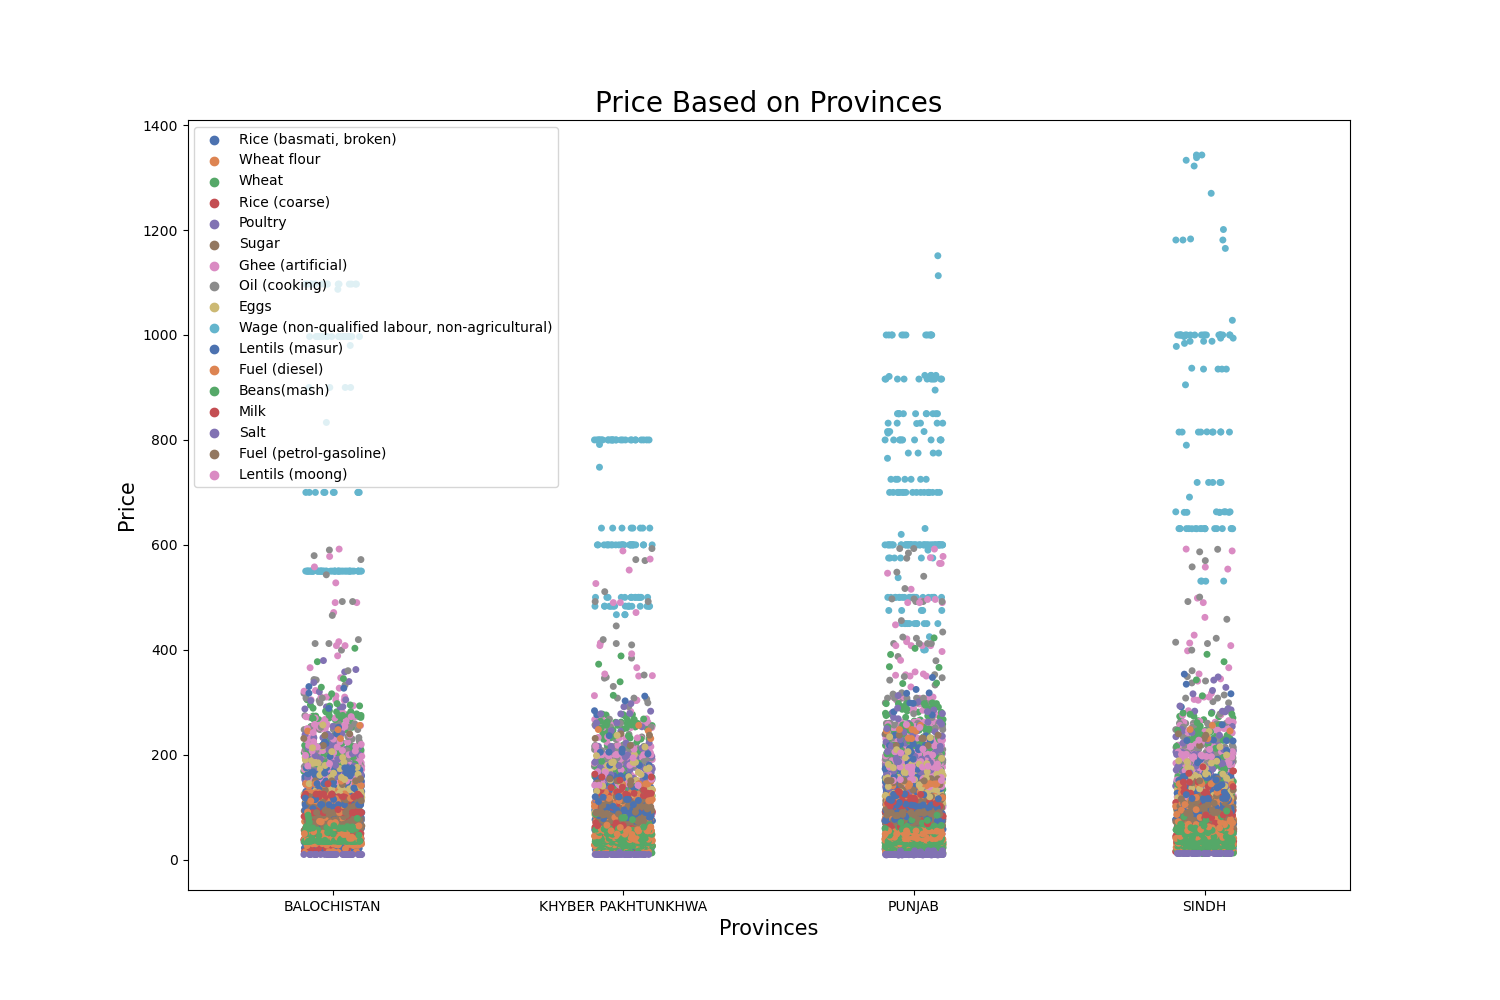 Price Based on Provinces
1400
1200
1000
800
600
400
200
0
Price
Rice (basmati, broken)
Wheat flour
Wheat
Rice (coarse)
Poultry
Sugar
Ghee (artificial)
Oil (cooking)
Eggs
Wage (non-qualified labour, non-agricultural)
Lentils (masur)
Fuel (diesel)
Beans(mash)
Milk
Salt
Fuel (petrol-gasoline)
Lentils (moong)
BALOCHISTAN KHYBER PAKHTUNKHWA PUNJAB SINDH
Provinces